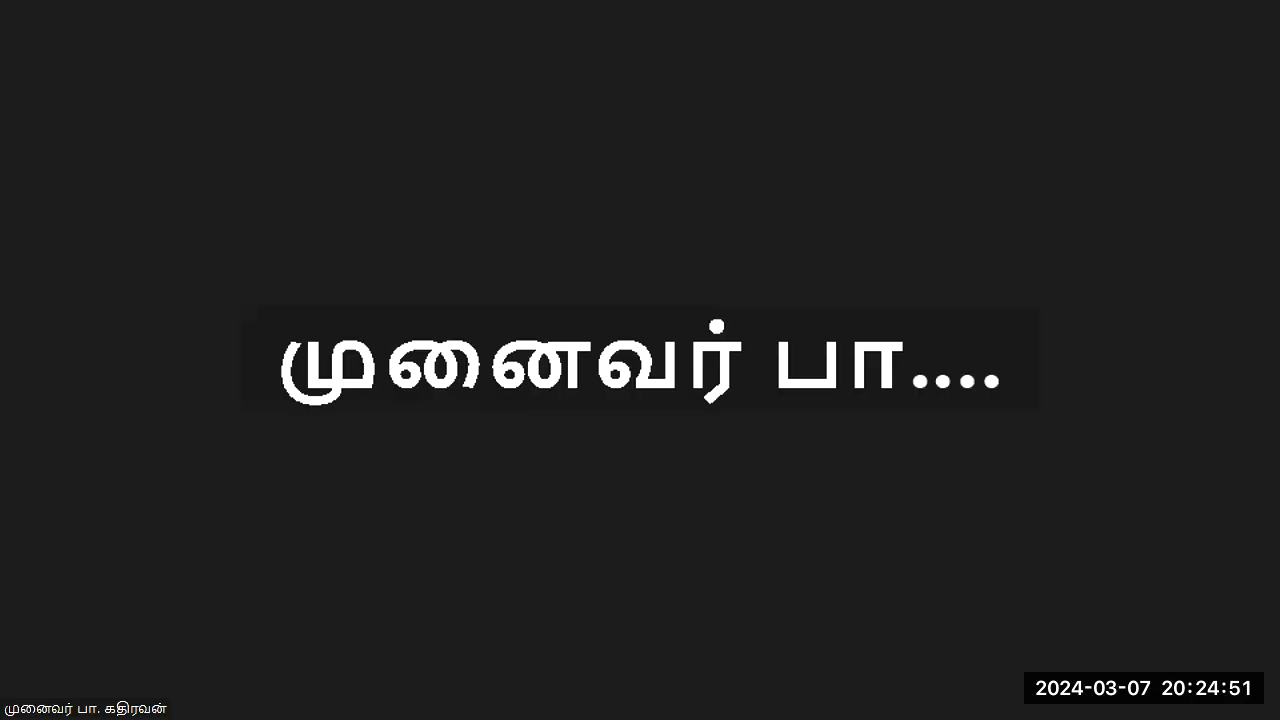 முனைவர் பா....
முனைவர் பா. கதிரவன்
2024-03-07 20:24:51